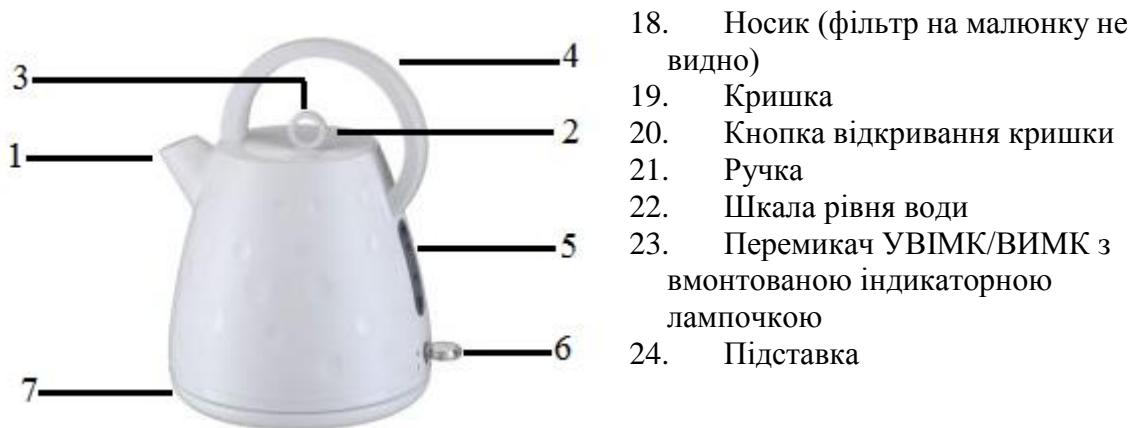 3
4
2
1
5
6
7
18. Носик (фільтр на малюнку не
видно)
19. Кришка
20. Кнопка відкривання кришки
21. Ручка
22. Шкала рівня води
23. Перемикач УВІМК/ВИМК з
вмонтованою індикаторною
лампочкою
24. Підставка